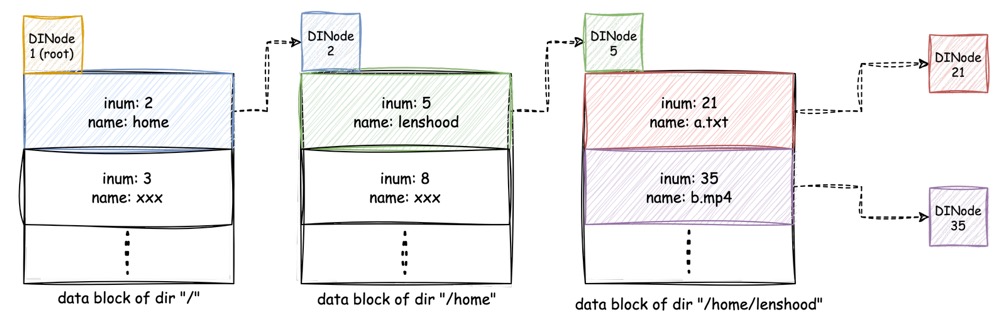 DINode
1 (root)
inum: 2
name: home
inum: 3
name: xxx
data block of dir "/"
DINode
2
inum: 5
name: lenshood
inum: 8
name: xxx
data block of dir "/home"
DINode
5
inum: 21
name: a.txt
inum: 35
name: b.mp4
data block of dir "/home/lenshood"
DINode
21
DINode
35